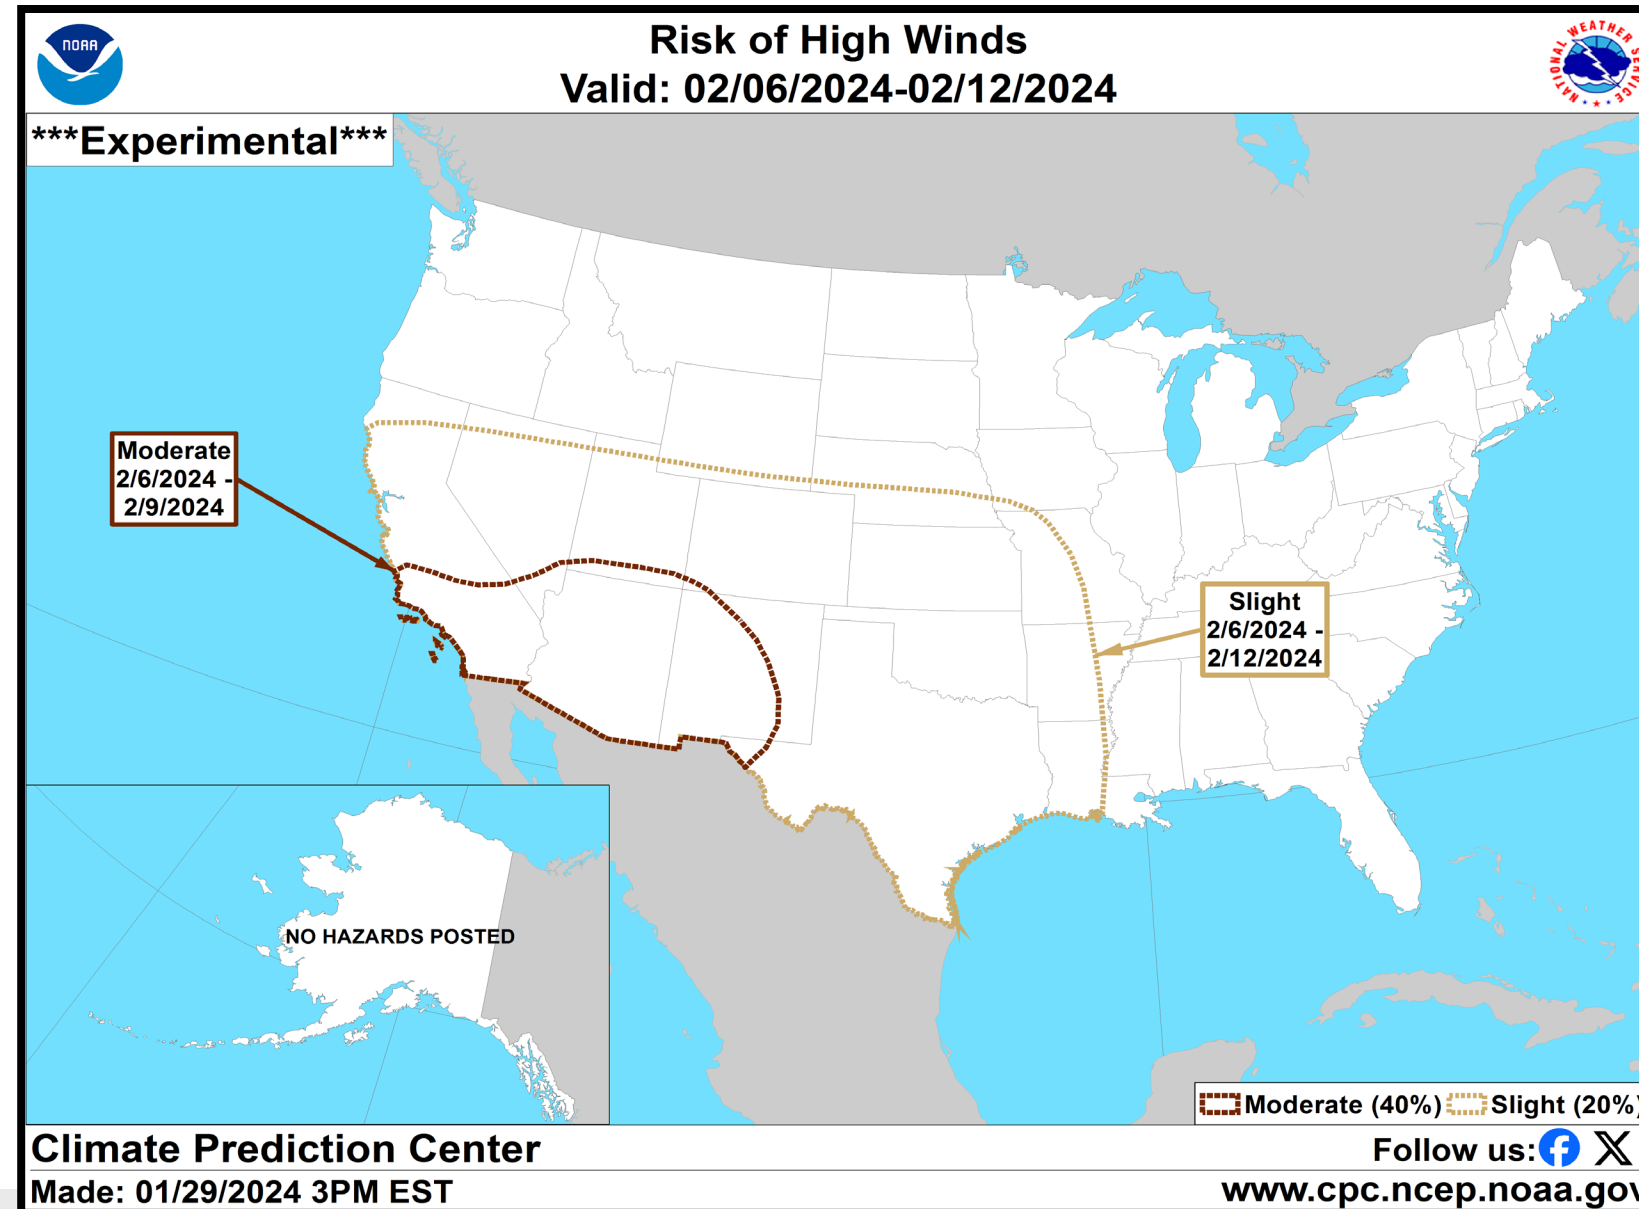 NOAA
Risk of High Winds
Valid: 02/06/2024-02/12/2024
NATIONAL WEATHER
***Experimental***
Moderate
2/6/2024 -
2/9/2024
Slight
2/6/2024 -
2/12/2024
NO HAZARDS POSTED
Moderate (40%)
Slight (20%)
Climate Prediction Center
Follow us:
Made: 01/29/2024 3PM EST
www.cpc.ncep.noaa.gov